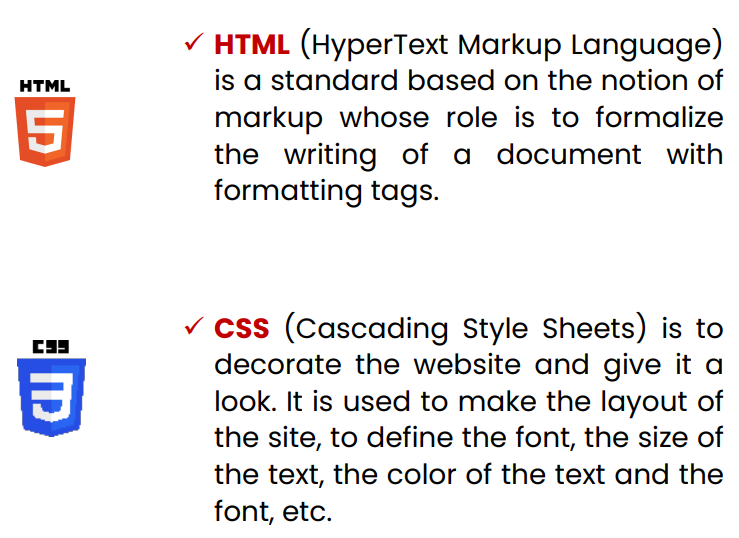 ✓ HTML (HyperText Markup Language)
is a standard based on the notion of
HTML
5
markup whose role is to formalize
the writing of a document with
formatting tags.
✓ CSS (Cascading Style Sheets) is to
CSS
3
decorate the website and give it a
look. It is used to make the layout of
the site, to define the font, the size of
the text, the color of the text and the
font, etc.